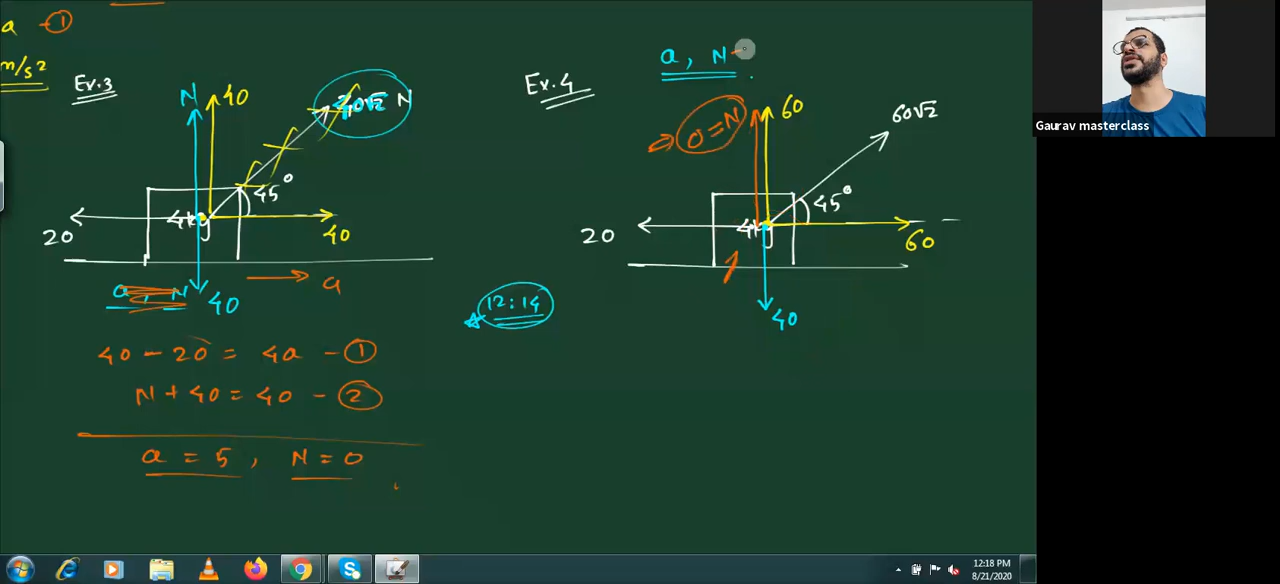 a -①
m/s²
Ex.3
N
40
40√2 N
45°
4kg
20
40
a
a, N
40
40 - 20 = 4a - ①
N + 40 = 40 - ②
a = 5, N = 0
12:14
Ex.4
a, N -
0 = N
60
60√2
45°
4kg
20
60
40
Gaurav masterclass
12:18 PM
8/21/2020